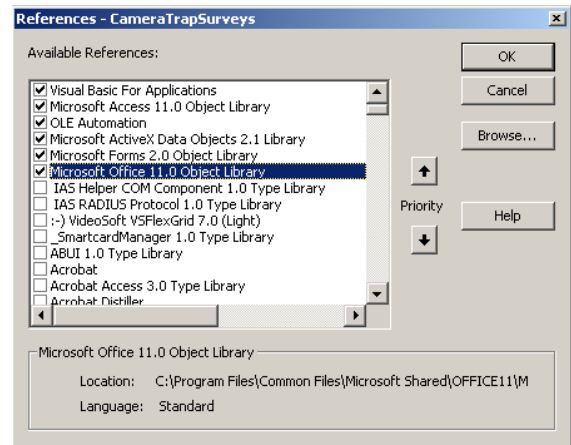 References - CameraTrapSurveys
Available References:
OK
Cancel
Browse...
Help
Visual Basic For Applications
Microsoft Access 11.0 Object Library
OLE Automation
Microsoft ActiveX Data Objects 2.1 Library
Microsoft Forms 2.0 Object Library
Microsoft Office 11.0 Object Library
IAS Helper COM Component 1.0 Type Library
IAS RADIUS Protocol 1.0 Type Library
:-) VideoSoft VSFlexGrid 7.0 (Light)
_SmartcardManager 1.0 Type Library
ABUI 1.0 Type Library
Acrobat
Acrobat Access 3.0 Type Library
Acrobat Distiller
Priority
Microsoft Office 11.0 Object Library
Location: C:\Program Files\Common Files\Microsoft Shared\OFFICE11\M
Language: Standard